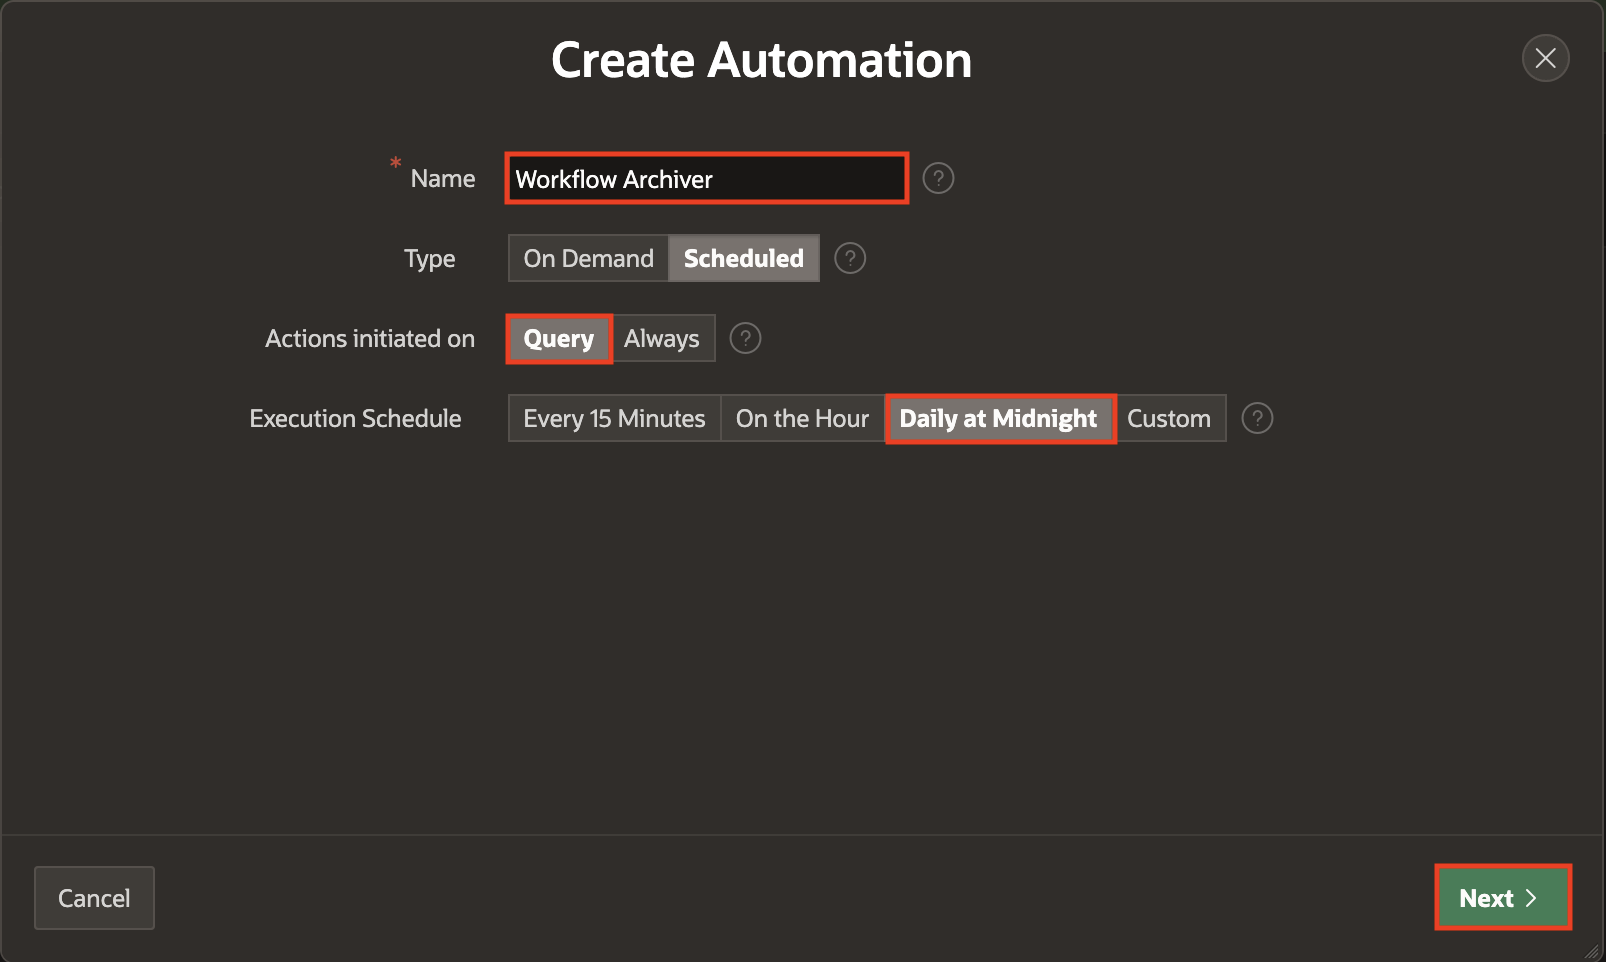 Create Automation
* Name Workflow Archiver ?
Type On Demand Scheduled ?
Actions initiated on Query Always ?
Execution Schedule Every 15 Minutes On the Hour Daily at Midnight Custom ?
Cancel Next >